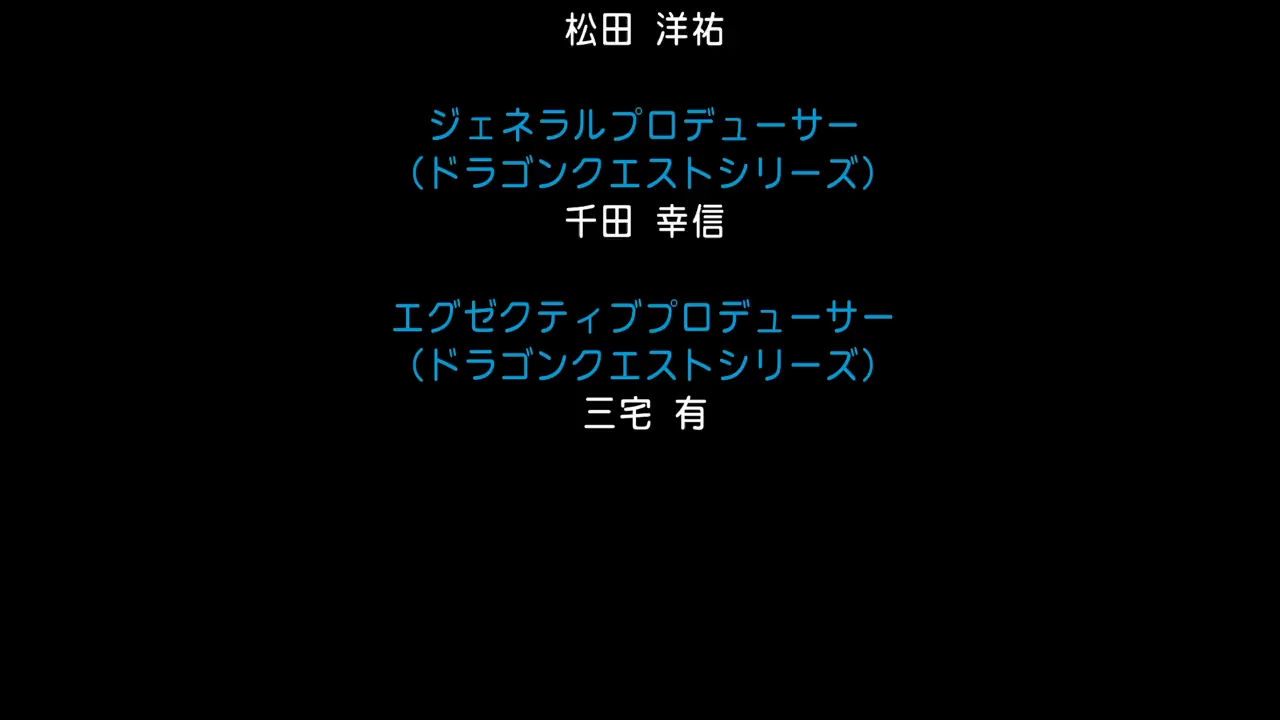 松田 洋祐
ジェネラルプロデューサー
（ドラゴンクエストシリーズ）
千田 幸信
エグゼクティブプロデューサー
（ドラゴンクエストシリーズ）
三宅 有